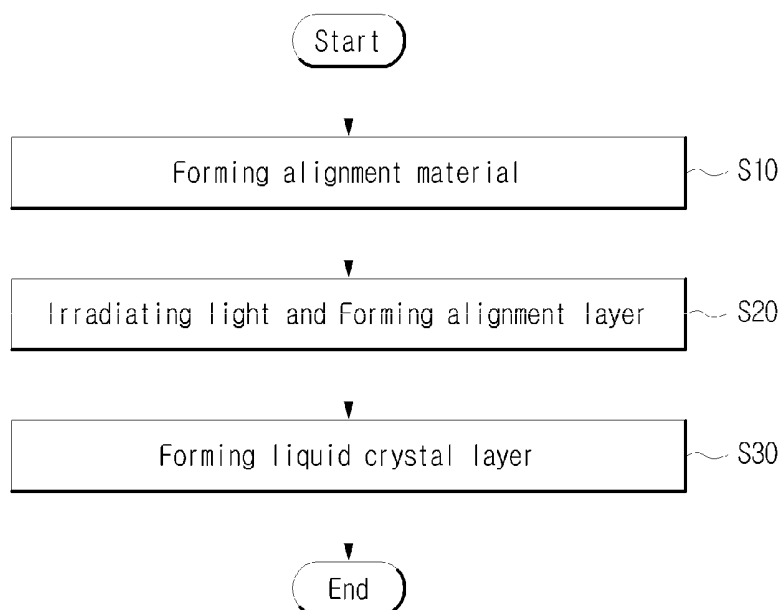 Start
Forming alignment material
S10
Irradiating light and Forming alignment layer
S20
Forming liquid crystal layer
S30
End